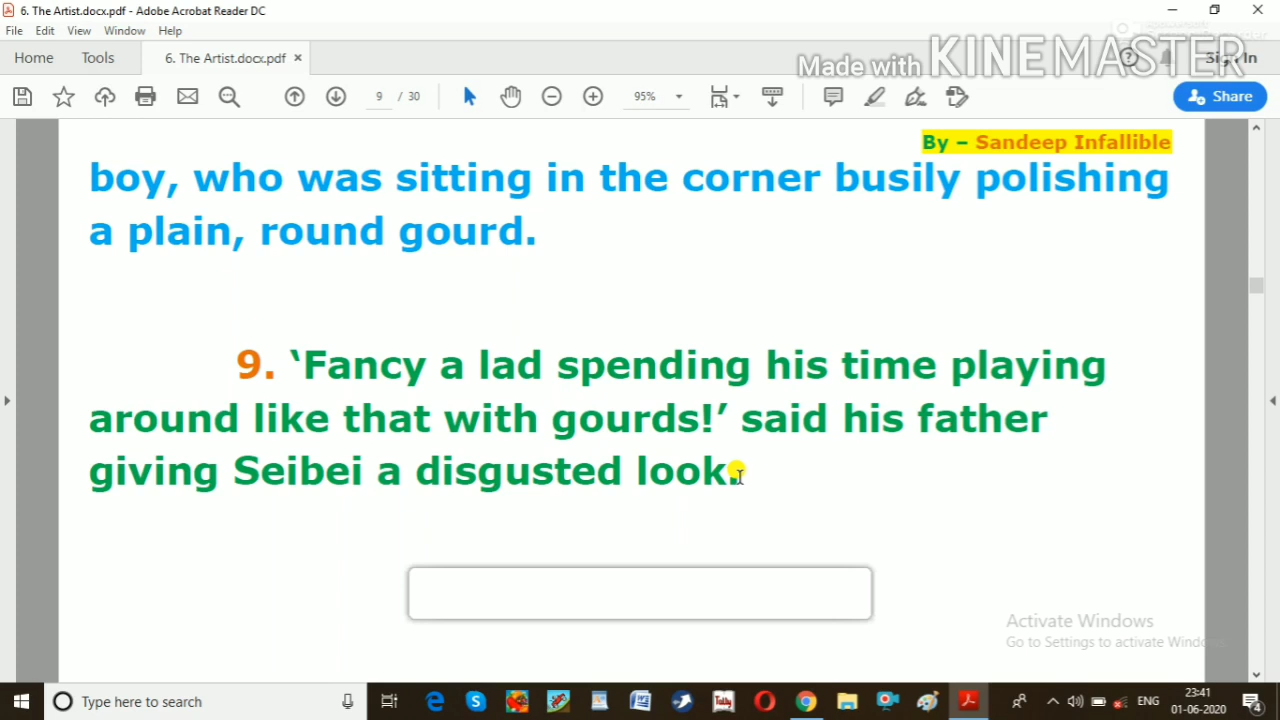 6. The Artist.docx.pdf - Adobe Acrobat Reader DC
File Edit View Window Help
Made with KINEMASTER
Home Tools 6. The Artist.docx.pdf × Sign In
9 / 30 95% Share
By – Sandeep Infallible
boy, who was sitting in the corner busily polishing
a plain, round gourd.
9. ‘Fancy a lad spending his time playing
around like that with gourds!’ said his father
giving Seibei a disgusted look.
Activate Windows
Go to Settings to activate Windows.
Type here to search
ENG
23:41
01-06-2020
4